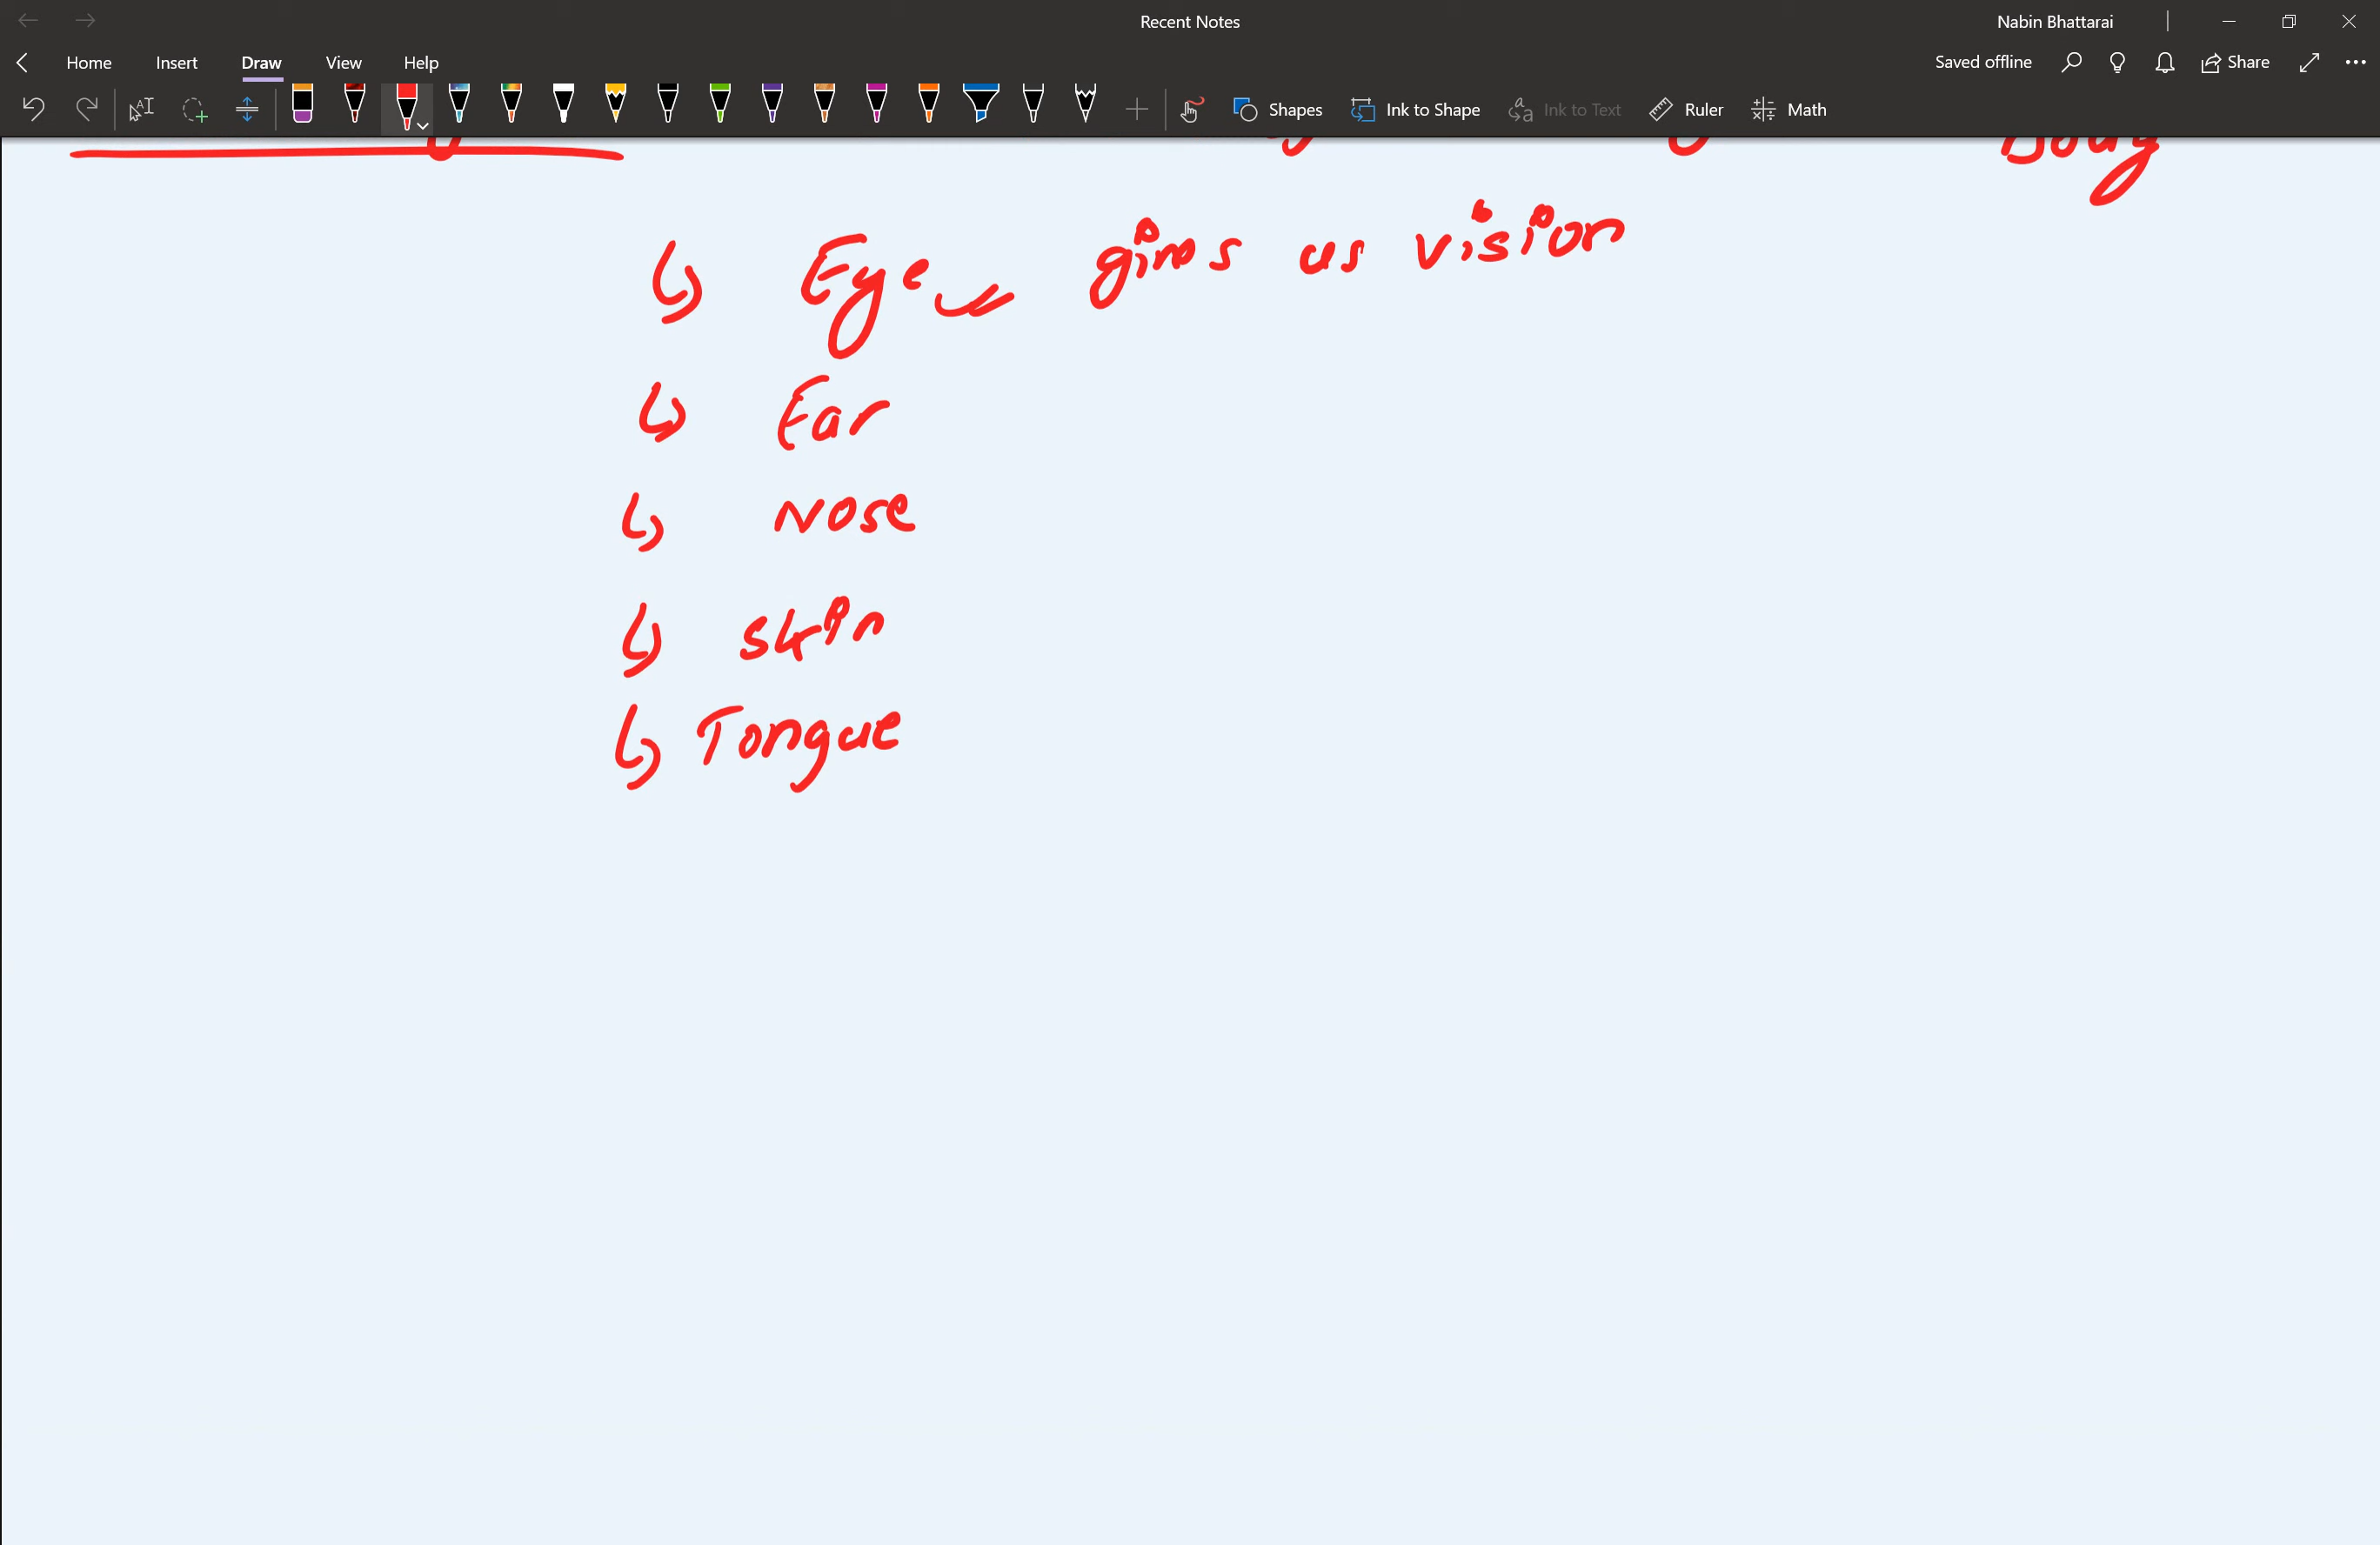 Recent Notes Nabin Bhattarai
Home Insert Draw View Help Saved offline Share
Shapes Ink to Shape Ink to Text Ruler Math
Body
↳ Eye gives us vision
↳ Ear
↳ Nose
↳ Skin
↳ Tongue